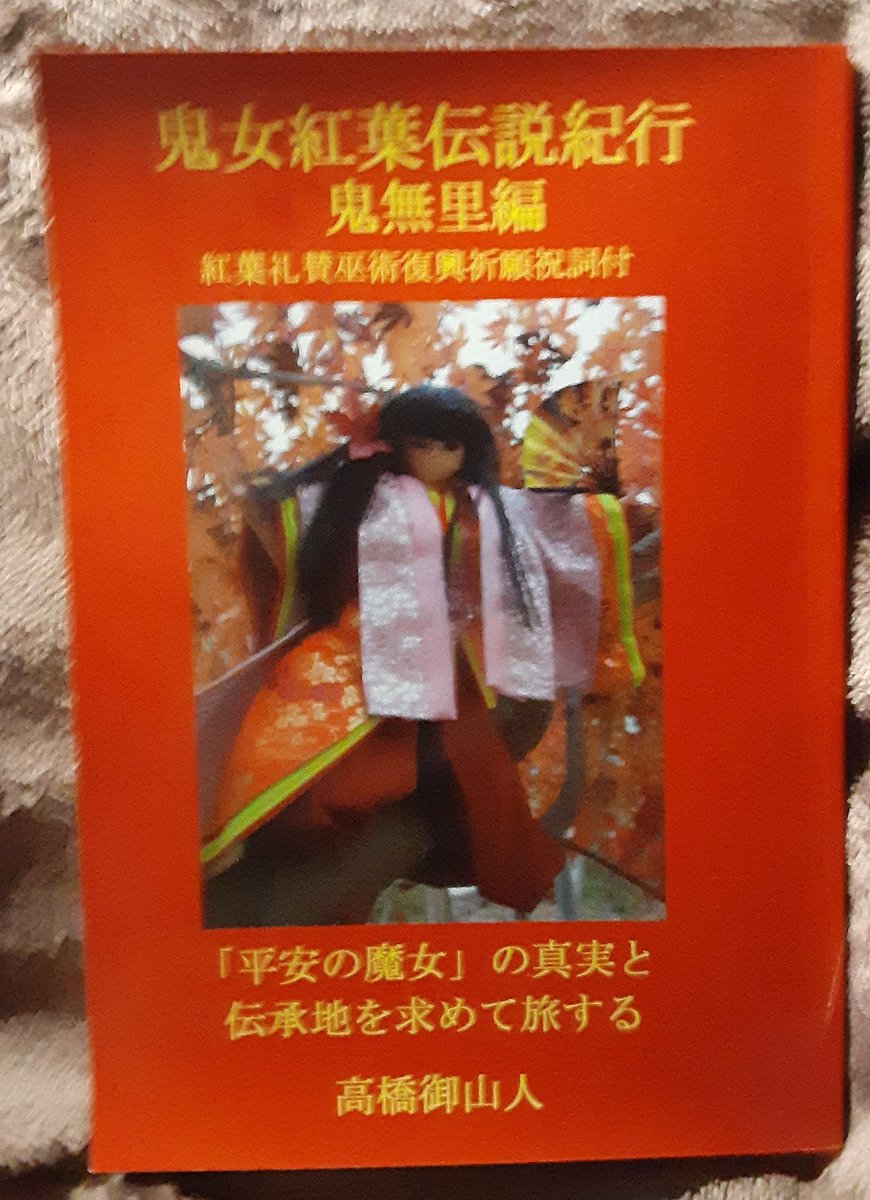 鬼女紅葉伝説紀行
鬼無里編
紅葉礼賛巫術復興祈願祝詞付
「平安の魔女」の真実と
伝承地を求めて旅する
高橋御山人